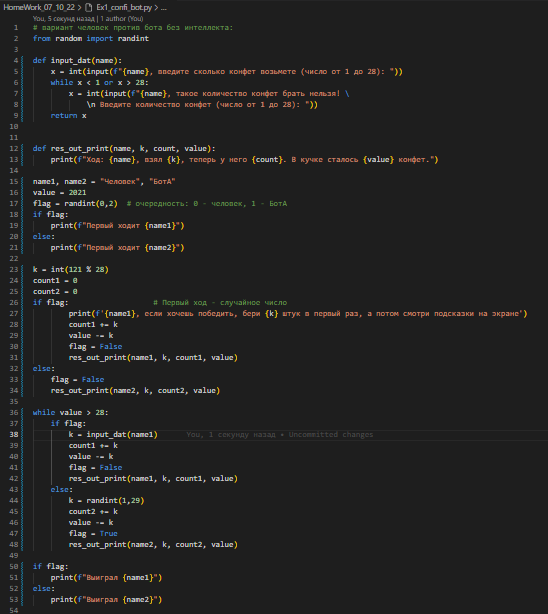 HomeWork_07_10_22 > Ex1_confi_bot.py > ...
You, 5 секунд назад | 1 author (You)
1 # вариант человек против бота без интеллекта:
2 from random import randint
3
4 def input_dat(name):
5 x = int(input(f"{name}, введите сколько конфет возьмете (число от 1 до 28): "))
6 while x < 1 or x > 28:
7 x = int(input(f"{name}, такое количество конфет брать нельзя! \
8 \n Введите количество конфет (число от 1 до 28): "))
9 return x
10
11
12 def res_out_print(name, k, count, value):
13 print(f"Ход: {name}, взял {k}, теперь у него {count}. В кучке сталось {value} конфет.")
14
15 name1, name2 = "Человек", "БотА"
16 value = 2021
17 flag = randint(0,2) # очередность: 0 - человек, 1 - БотА
18 if flag:
19 print(f"Первый ходит {name1}")
20 else:
21 print(f"Первый ходит {name2}")
22
23 k = int(121 % 28)
24 count1 = 0
25 count2 = 0
26 if flag: # Первый ход - случайное число
27 print(f'{name1}, если хочешь победить, бери {k} штук в первый раз, а потом смотри подсказки на экране')
28 count1 += k
29 value -= k
30 flag = False
31 res_out_print(name1, k, count1, value)
32 else:
33 flag = False
34 res_out_print(name2, k, count2, value)
35
36 while value > 28:
37 if flag:
38 k = input_dat(name1) You, 1 секунду назад • Uncommitted changes
39 count1 += k
40 value -= k
41 flag = False
42 res_out_print(name1, k, count1, value)
43 else:
44 k = randint(1,29)
45 count2 += k
46 value -= k
47 flag = True
48 res_out_print(name2, k, count2, value)
49
50 if flag:
51 print(f"Выиграл {name1}")
52 else:
53 print(f"Выиграл {name2}")
54